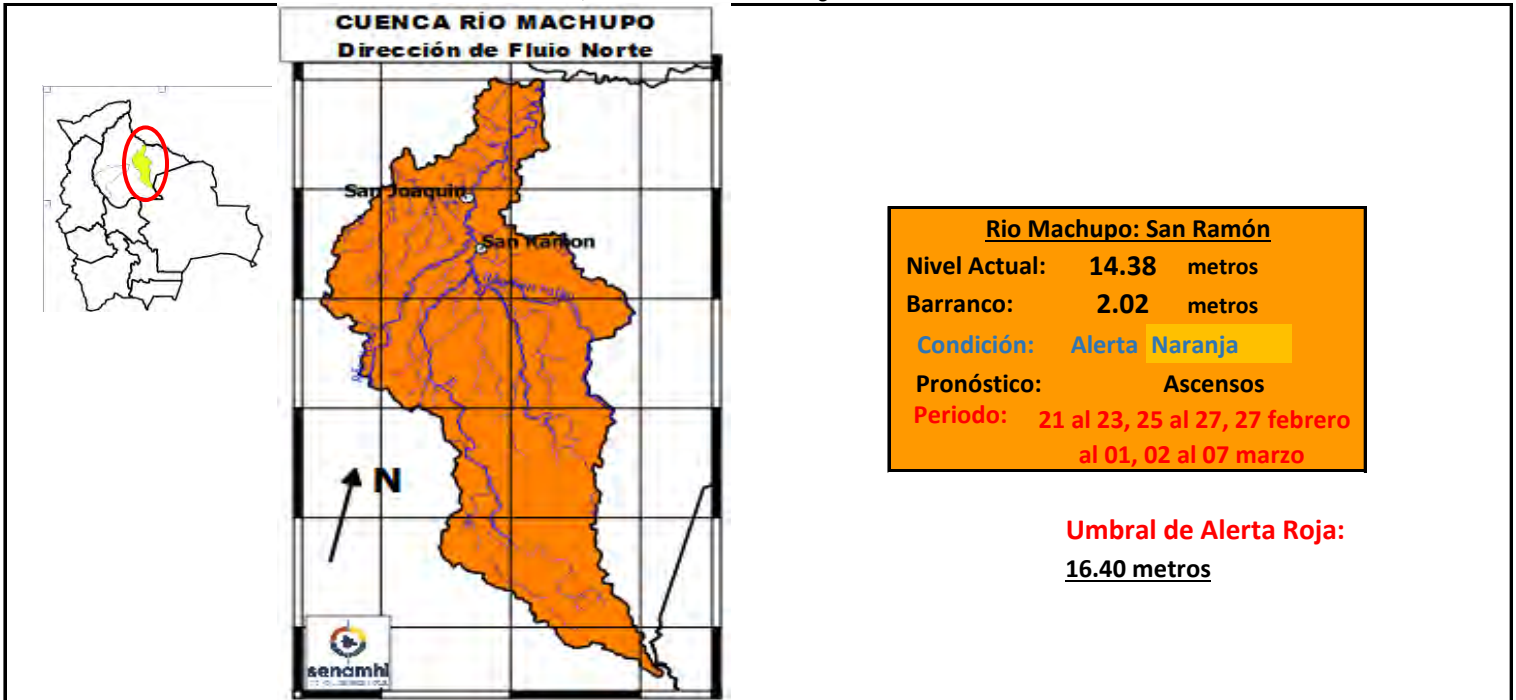 CUENCA RÍO MACHUPO
Dirección de Flujo Norte
San Joaquin
San Ramon
N
senamhi
Rio Machupo: San Ramón
Nivel Actual: 14.38 metros
Barranco: 2.02 metros
Condición: Alerta Naranja
Pronóstico: Ascensos
Periodo: 21 al 23, 25 al 27, 27 febrero
al 01, 02 al 07 marzo
Umbral de Alerta Roja:
16.40 metros